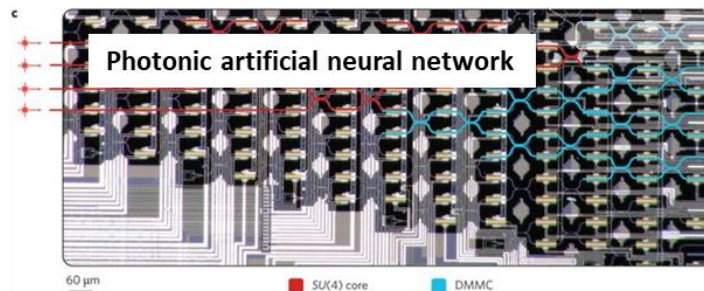 c
Photonic artificial neural network
60 μm
SU(4) core
DMMC